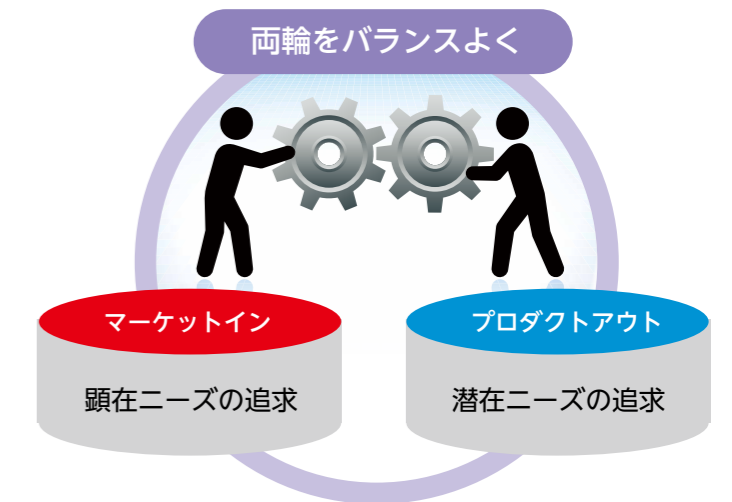 両輪をバランスよく
マーケットイン
プロダクトアウト
顕在ニーズの追求
潜在ニーズの追求